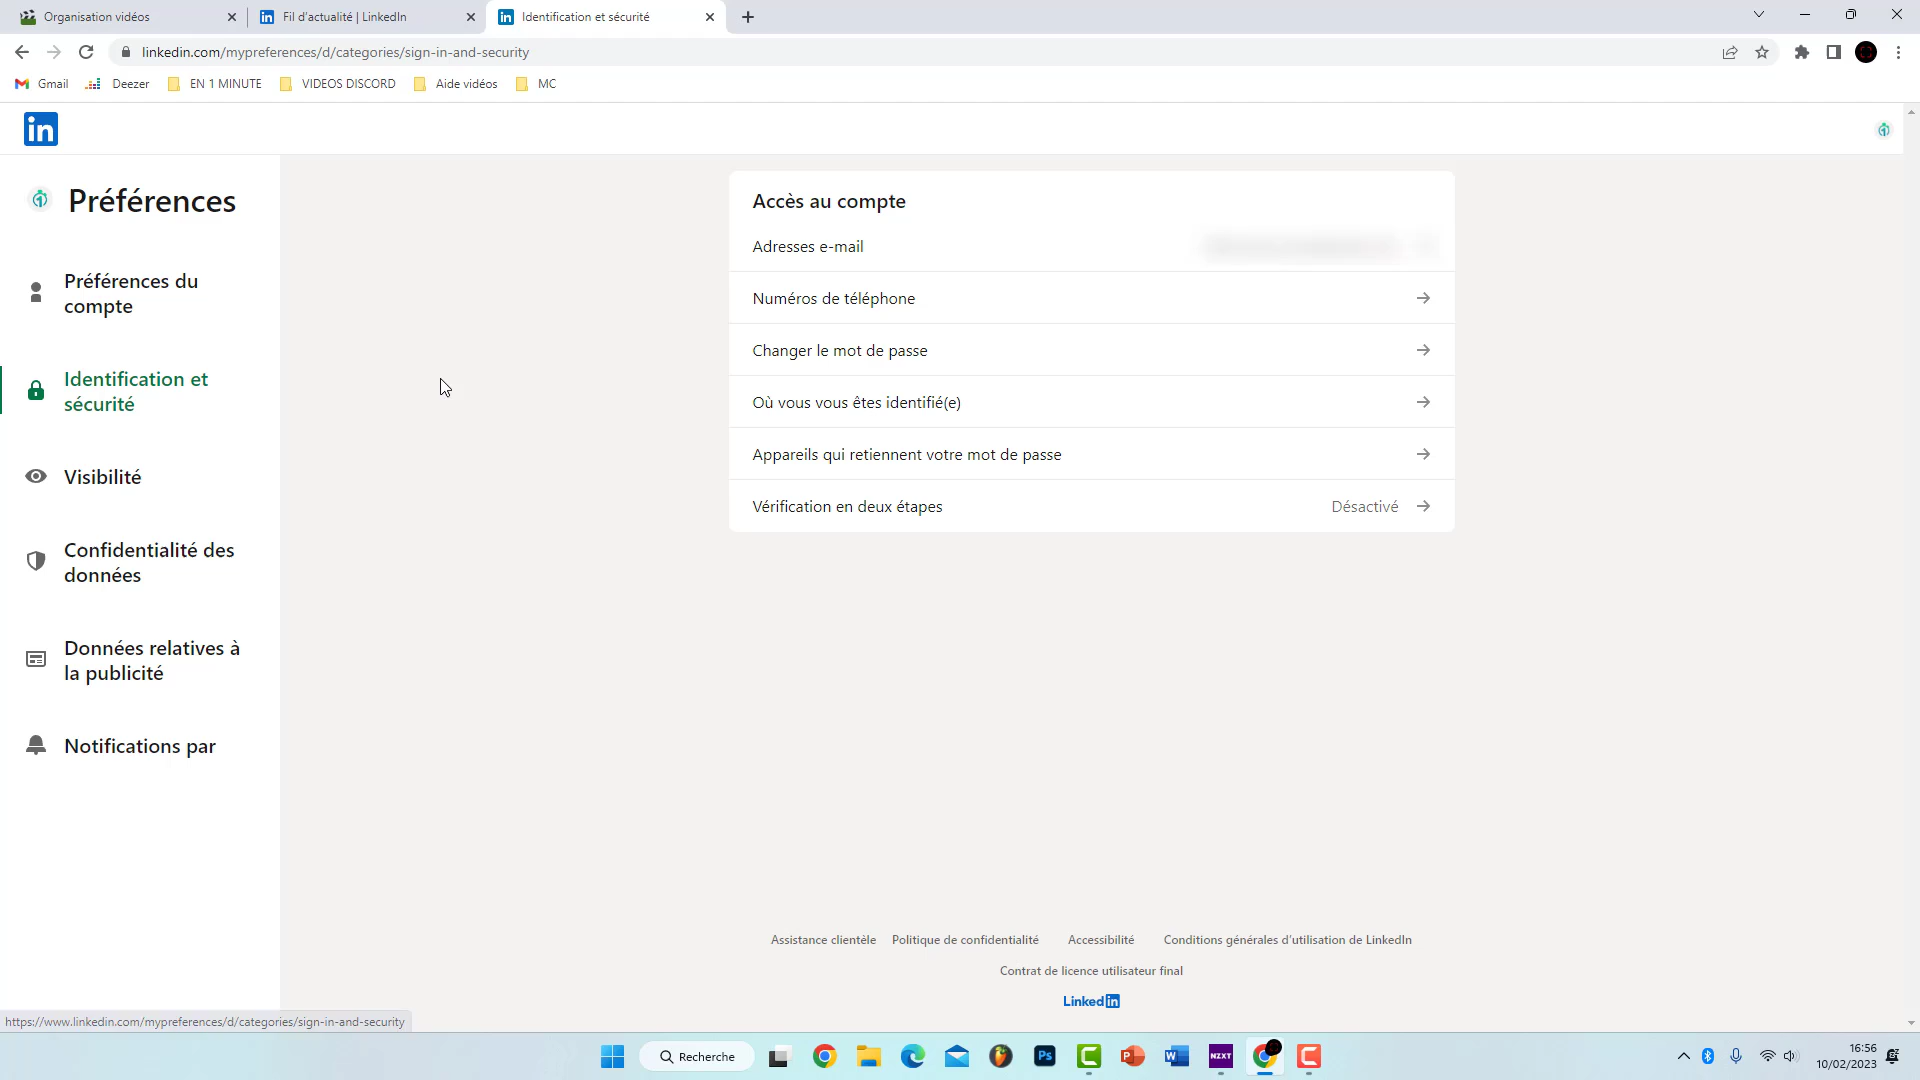 Organisation vidéos
Fil d'actualité | LinkedIn
Identification et sécurité
linkedin.com/mypreferences/d/categories/sign-in-and-security
Gmail
Deezer
EN 1 MINUTE
VIDEOS DISCORD
Aide vidéos
MC
in
Préférences
Préférences du
compte
Identification et
sécurité
Visibilité
Confidentialité des
données
Données relatives à
la publicité
Notifications par
Accès au compte
Adresses e-mail
Numéros de téléphone
Changer le mot de passe
Où vous vous êtes identifié(e)
Appareils qui retiennent votre mot de passe
Vérification en deux étapes
Désactivé
Assistance clientèle
Politique de confidentialité
Accessibilité
Conditions générales d'utilisation de LinkedIn
Contrat de licence utilisateur final
LinkedIn
https://www.linkedin.com/mypreferences/d/categories/sign-in-and-security
Recherche
Ps
NZXT
16:56
10/02/2023